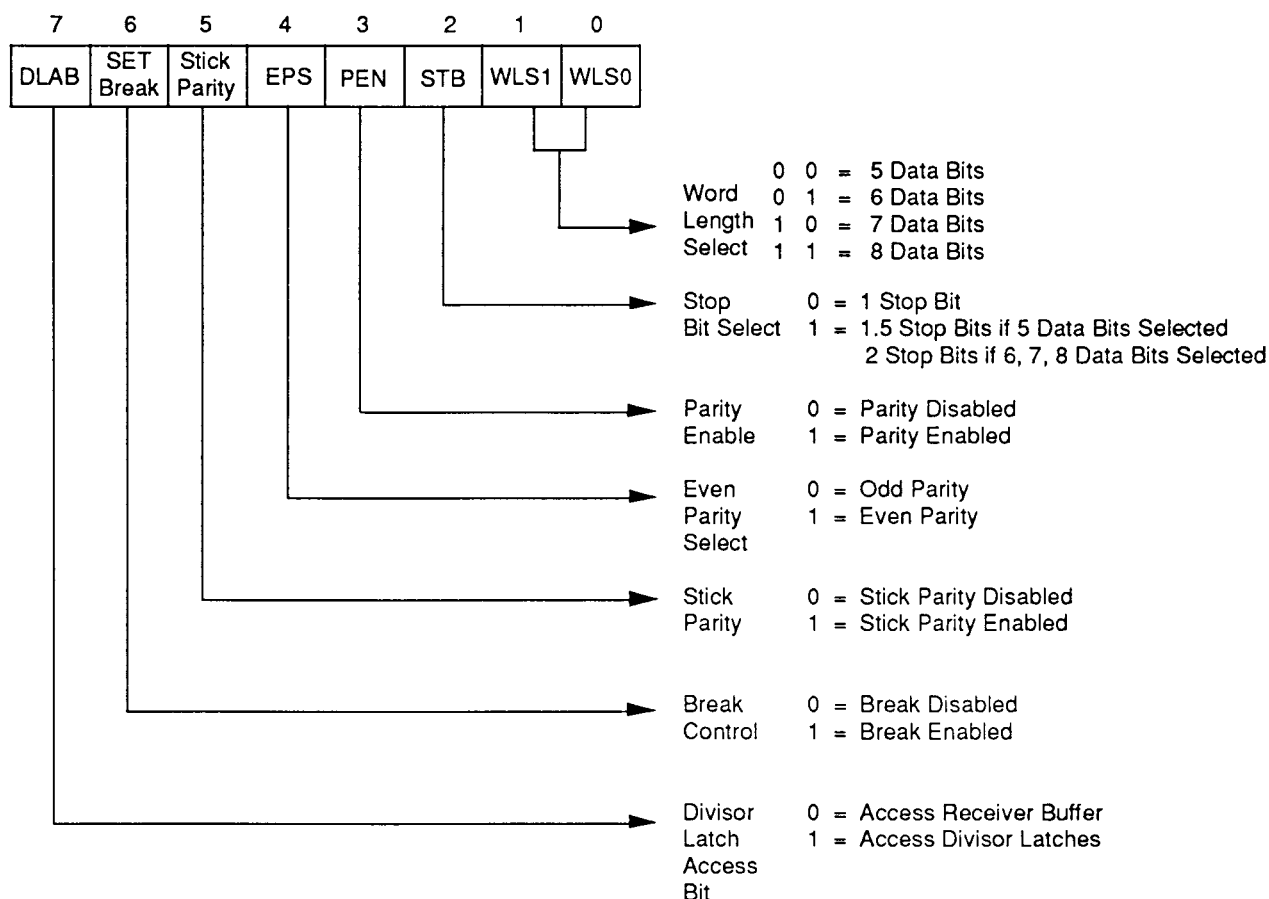 7 6 5 4 3 2 1 0
DLAB SET Break Stick Parity EPS PEN STB WLS1 WLS0
0 0 = 5 Data Bits
Word 0 1 = 6 Data Bits
Length 1 0 = 7 Data Bits
Select 1 1 = 8 Data Bits
Stop 0 = 1 Stop Bit
Bit Select 1 = 1.5 Stop Bits if 5 Data Bits Selected
2 Stop Bits if 6, 7, 8 Data Bits Selected
Parity 0 = Parity Disabled
Enable 1 = Parity Enabled
Even 0 = Odd Parity
Parity 1 = Even Parity
Select
Stick 0 = Stick Parity Disabled
Parity 1 = Stick Parity Enabled
Break 0 = Break Disabled
Control 1 = Break Enabled
Divisor 0 = Access Receiver Buffer
Latch 1 = Access Divisor Latches
Access
Bit